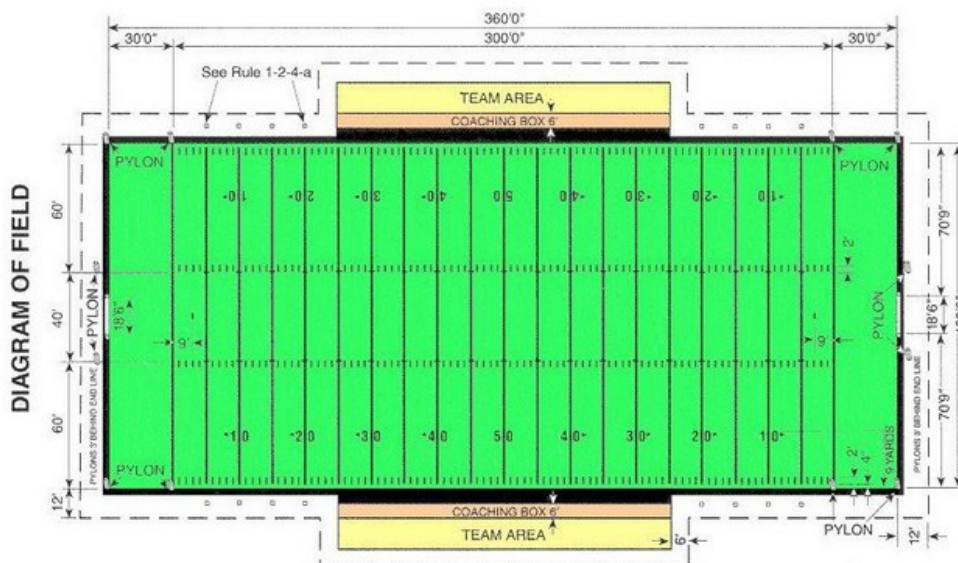 360'0"
30'0"
300'0"
30'0"
See Rule 1-2-4-a
TEAM AREA
COACHING BOX 6'
PYLON
PYLON
DIAGRAM OF FIELD
60'
10
20
30
40
50
40
30
20
10
70'9"
2'
40'
PYLON
18'6"
9'
9'
PYLON
18'6"
60'
PYLONS 3' BEHIND END LINE
10
20
30
40
50
40
30
20
10
70'9"
9 YARDS
PYLONS 3' BEHIND END LINE
PYLON
2'
4"
12'
COACHING BOX 6'
TEAM AREA
6'
PYLON
12'